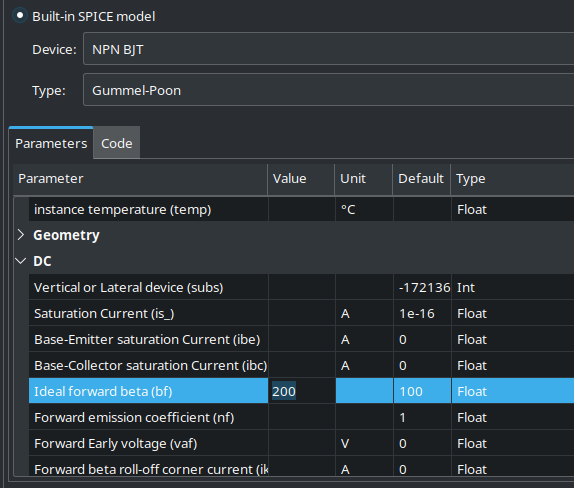 Built-in SPICE model
Device: NPN BJT
Type: Gummel-Poon
Parameters Code
Parameter Value Unit Default Type
instance temperature (temp) °C Float
Geometry
DC
Vertical or Lateral device (subs) -172136 Int
Saturation Current (is_) A 1e-16 Float
Base-Emitter saturation Current (ibe) A 0 Float
Base-Collector saturation Current (ibc) A 0 Float
Ideal forward beta (bf) 200 100 Float
Forward emission coefficient (nf) 1 Float
Forward Early voltage (vaf) V 0 Float
Forward beta roll-off corner current (ik A 0 Float